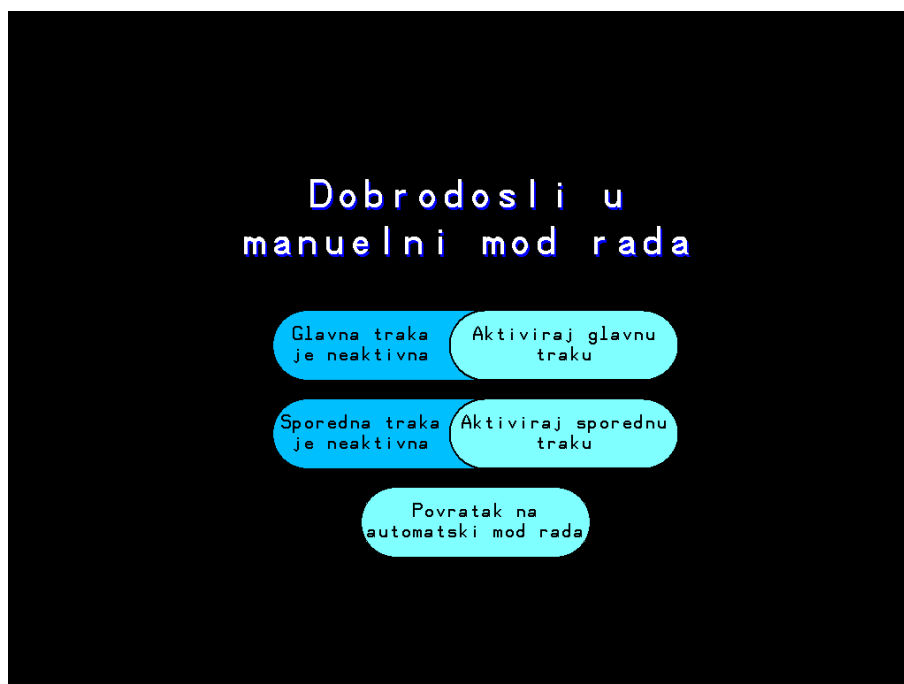 Dobrodosli u
manuelni mod rada
Glavna traka
je neaktivna
Aktiviraj glavnu
traku
Sporedna traka
je neaktivna
Aktiviraj sporednu
traku
Povratak na
automatski mod rada